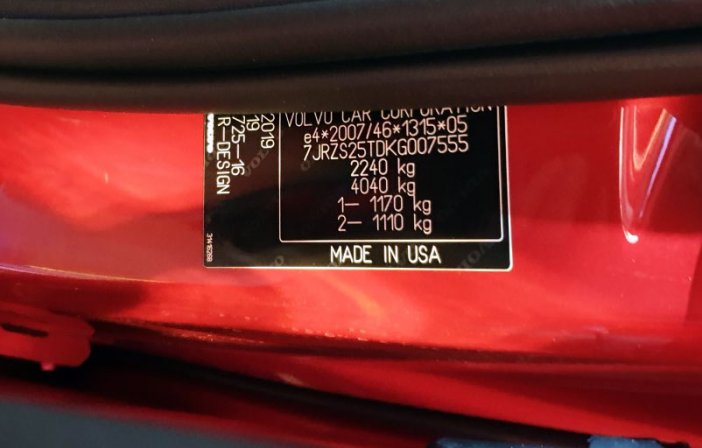 VOLVO CAR CORPORATION
e4*2007/46*1315*05
7JRZS25TDKG007555
2240 kg
4040 kg
1- 1170 kg
2- 1110 kg
MADE IN USA
2019
19
725-16
R-DESIGN
VOLVO